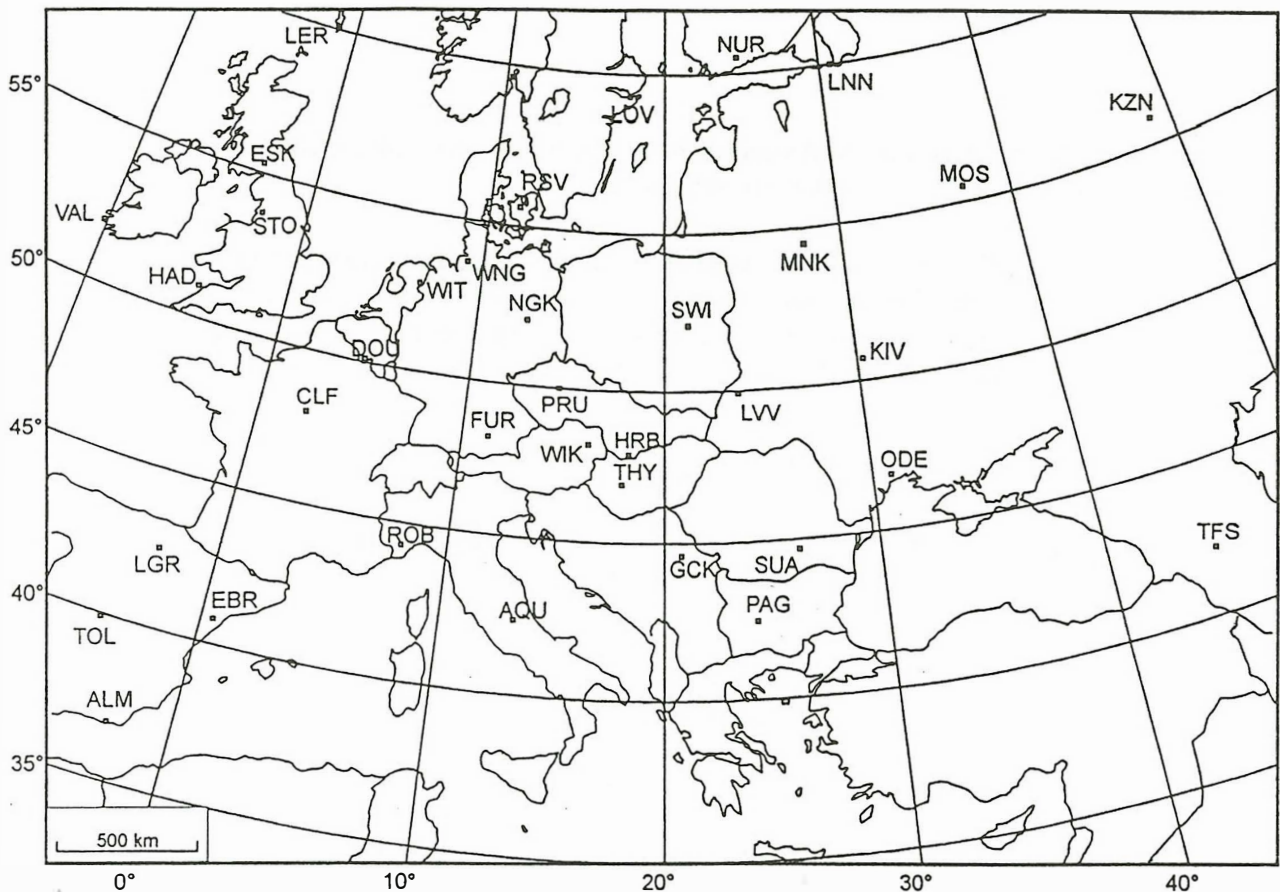 LER
NUR
LNN
55°
LOV
KZN
ESK
MOS
RSV
VAL
STO
50°
MNK
HAD
WNG
WIT
NGK
SWI
DOU
KIV
CLF
PRU
LVV
FUR
45°
HRB
WIK
ODE
THY
ROB
TFS
LGR
GCK
SUA
40°
EBR
PAG
AQU
TOL
ALM
35°
500 km
0°
10°
20°
30°
40°